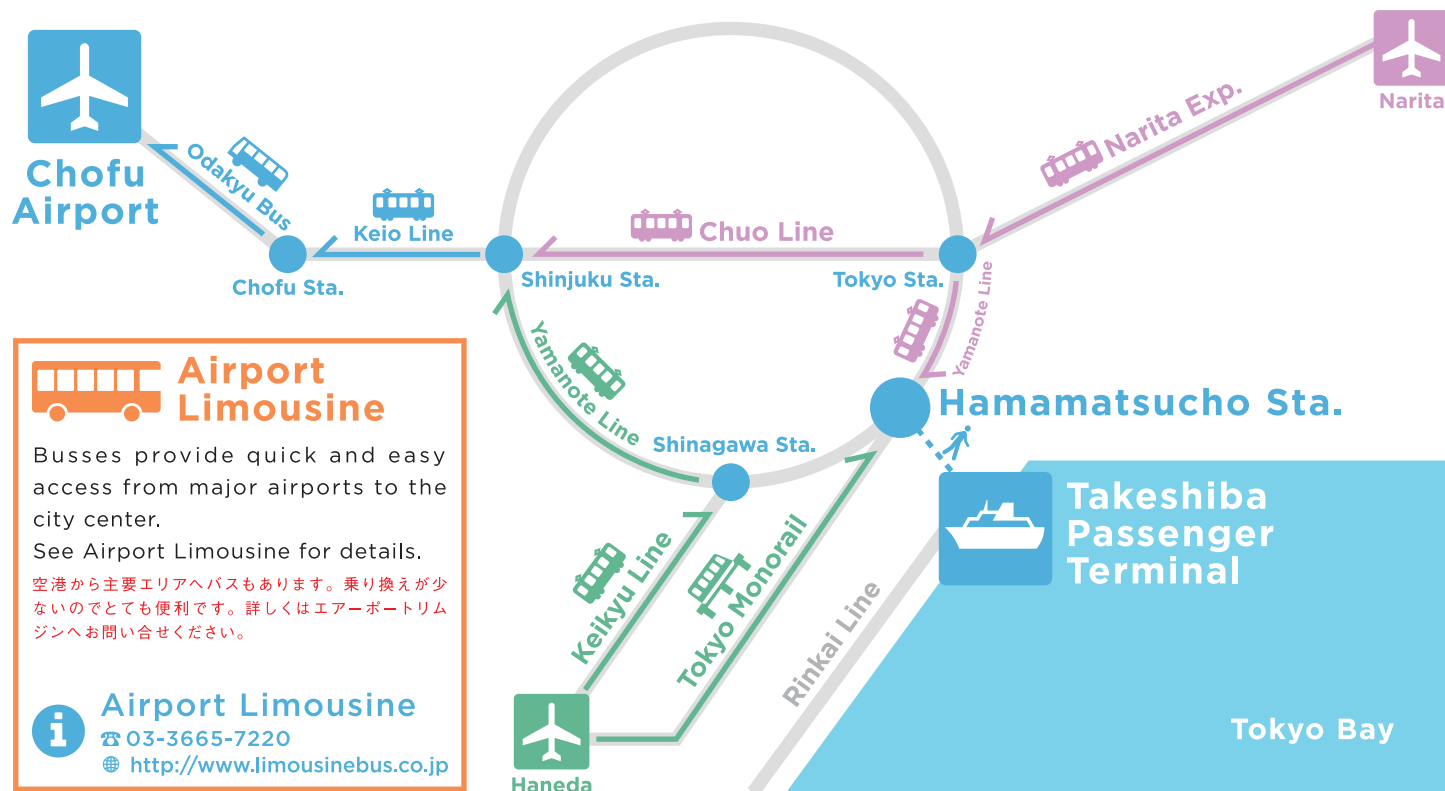 Chofu
Airport
Odakyu Bus
Keio Line
Chofu Sta.
Shinjuku Sta.
Chuo Line
Tokyo Sta.
Narita Exp.
Narita
Yamanote Line
Yamanote Line
Hamamatsucho Sta.
Shinagawa Sta.
Keikyu Line
Tokyo Monorail
Rinkai Line
Haneda
Takeshiba
Passenger
Terminal
Tokyo Bay
Airport
Limousine
Busses provide quick and easy
access from major airports to the
city center.
See Airport Limousine for details.
空港から主要エリアへバスもあります。乗り換えが少
ないのでとても便利です。詳しくはエアーポートリム
ジンへお問い合せください。
i Airport Limousine
☎ 03-3665-7220
http://www.limousinebus.co.jp